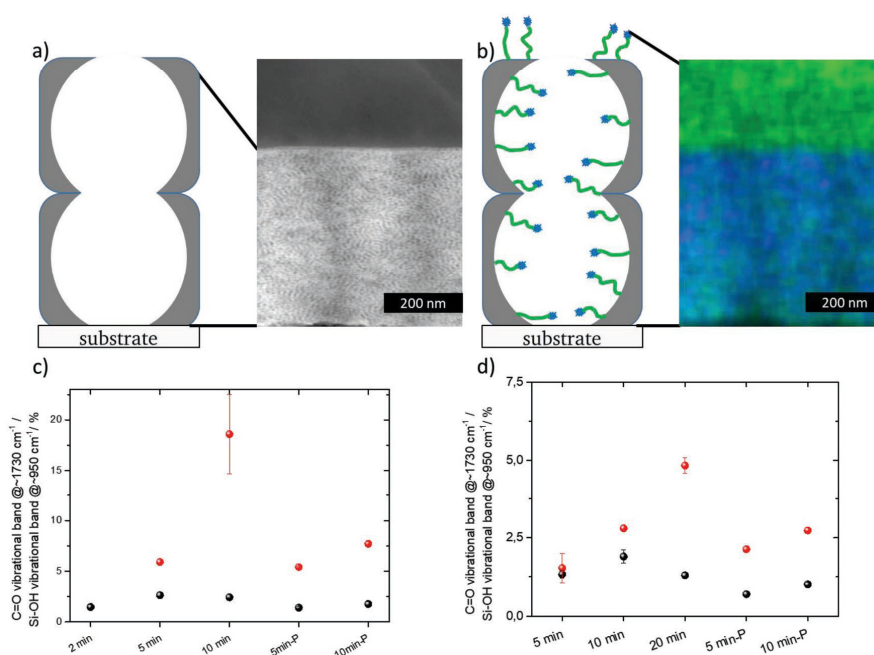 a)
b)
200 nm
200 nm
substrate
substrate
c)
d)
C=O vibrational band @~1730 cm⁻¹ /
Si-OH vibrational band @~950 cm⁻¹/ %
20
15
10
5
0
2 min
5 min
10 min
5min-P
10min-P
C=O vibrational band @~1730 cm⁻¹ /
Si-OH vibrational band @~950 cm⁻¹/ %
7,5
5,0
2,5
0,0
5 min
10 min
20 min
5 min-P
10 min-P